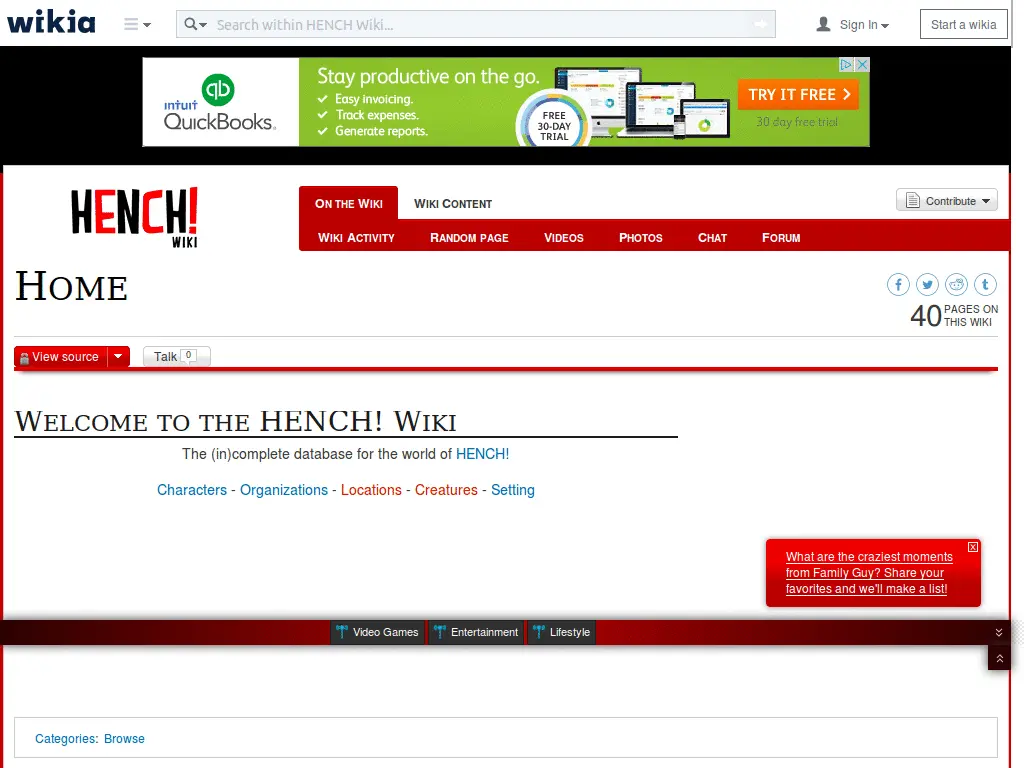 wikia
Search within HENCH Wiki...
Sign In
Start a wikia
intuit
QuickBooks.
qb
Stay productive on the go.
Easy invoicing.
Track expenses.
Generate reports.
FREE
30-DAY
TRIAL
TRY IT FREE
30 day free trial
HENCH!
WIKI
On the Wiki
Wiki Content
Contribute
Wiki Activity
Random page
Videos
Photos
Chat
Forum
Home
40 PAGES ON
THIS WIKI
View source
Talk 0
Welcome to the HENCH! Wiki
The (in)complete database for the world of HENCH!
Characters - Organizations - Locations - Creatures - Setting
What are the craziest moments
from Family Guy? Share your
favorites and we'll make a list!
Video Games
Entertainment
Lifestyle
Categories: Browse